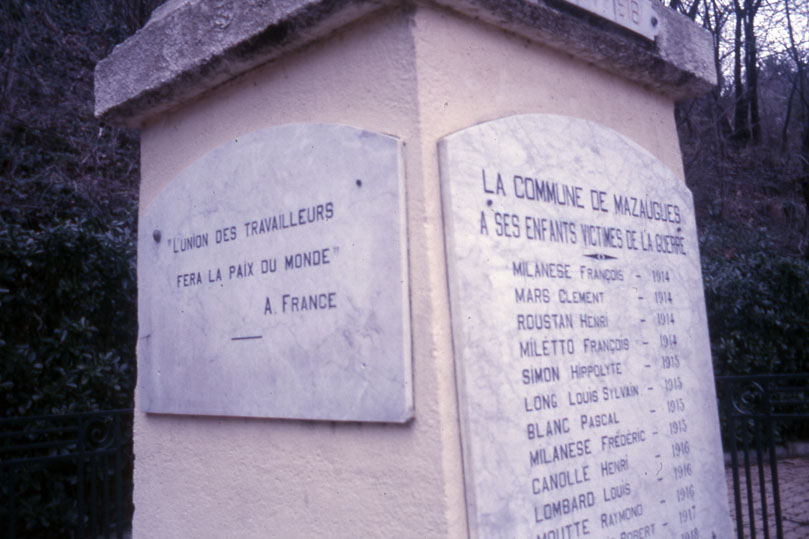 "L'UNION DES TRAVAILLEURS
FERA LA PAIX DU MONDE"
A. FRANCE
LA COMMUNE DE MAZAUGUES
A SES ENFANTS VICTIMES DE LA GUERRE
MILANESE FRANÇOIS - 1914
MARS CLEMENT - 1914
ROUSTAN HENRI - 1914
MILETTO FRANÇOIS - 1914
SIMON HIPPOLYTE - 1915
LONG LOUIS SYLVAIN - 1915
BLANC PASCAL - 1915
MILANESE FRÉDÉRIC - 1915
CANOLLE HENRI - 1916
LOMBARD LOUIS - 1916
MOUTTE RAYMOND - 1916
ROBERT - 1917